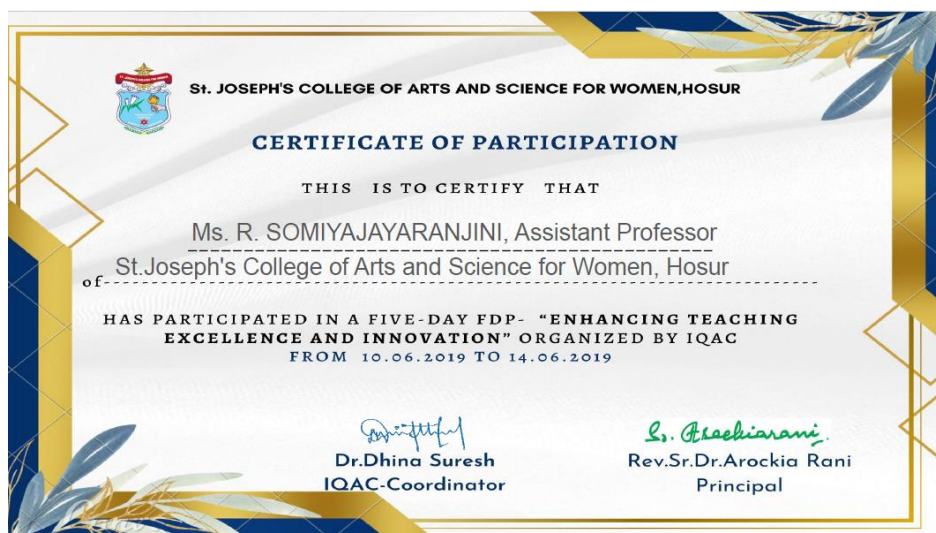 St. JOSEPH'S COLLEGE OF ARTS AND SCIENCE FOR WOMEN,HOSUR
CERTIFICATE OF PARTICIPATION
THIS IS TO CERTIFY THAT
Ms. R. SOMIYAJAYARANJINI, Assistant Professor
of St.Joseph's College of Arts and Science for Women, Hosur
HAS PARTICIPATED IN A FIVE-DAY FDP- “ENHANCING TEACHING
EXCELLENCE AND INNOVATION” ORGANIZED BY IQAC
FROM 10.06.2019 TO 14.06.2019
Dr.Dhina Suresh
IQAC-Coordinator
Sr. Arockiarani
Rev.Sr.Dr.Arockia Rani
Principal